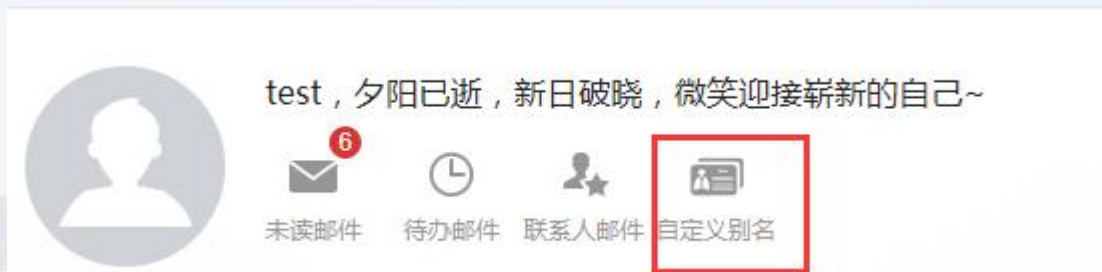 test，夕阳已逝，新日破晓，微笑迎接崭新的自己~
6
未读邮件 待办邮件 联系人邮件 自定义别名